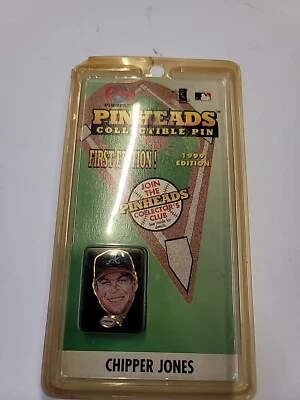 PINHEADS
COLLECTIBLE PIN
FIRST EDITION!
1999
EDITION
JOIN
THE
PINHEADS
COLLECTOR'S
CLUB
CHIPPER JONES